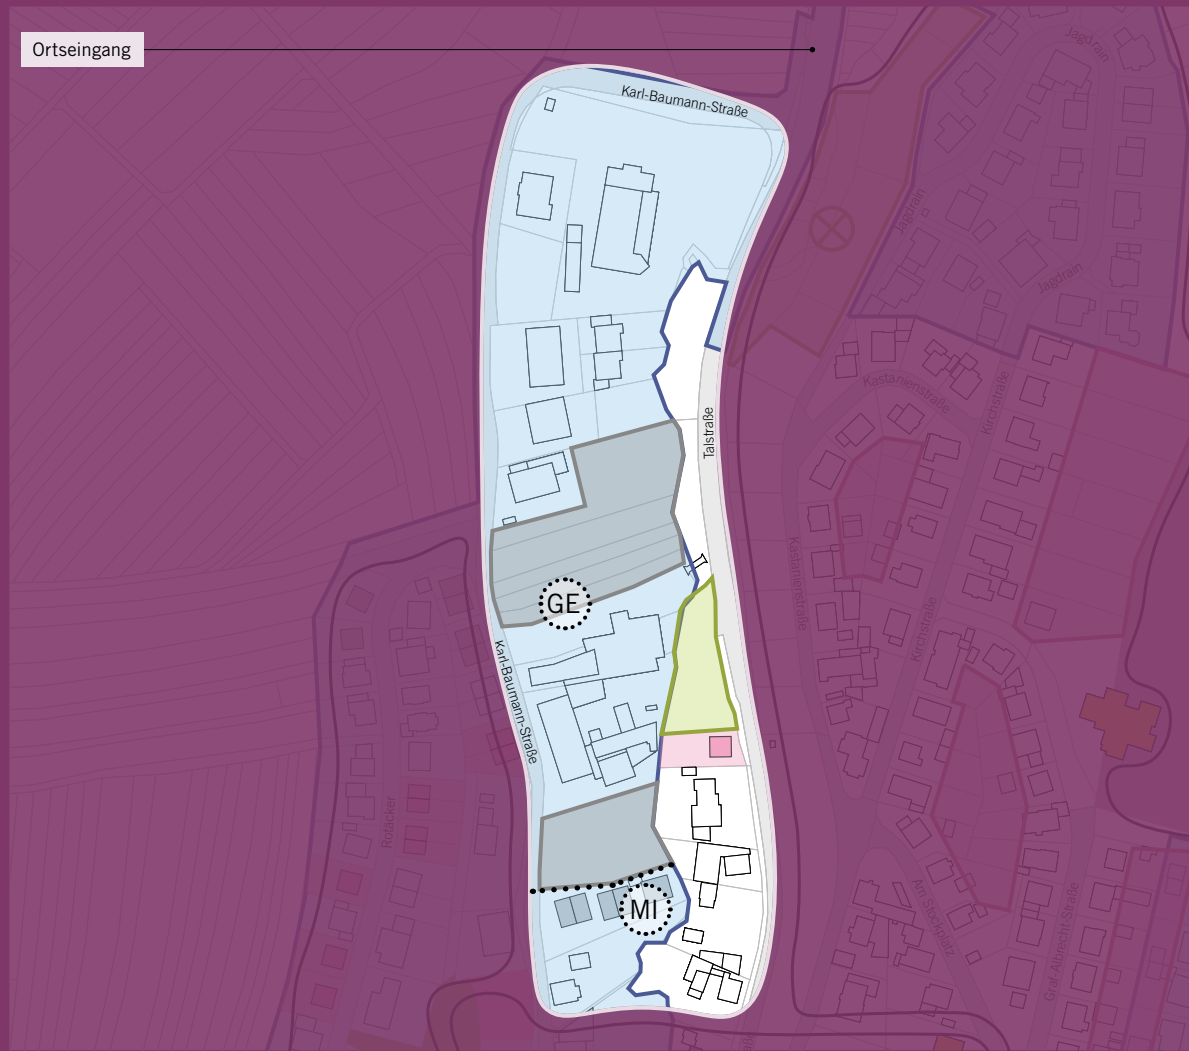 Ortseingang
Karl-Baumann-Straße
Jagdrain
Jagdrain
Jagdrain
Talstraße
Kastanienstraße
Kirchstraße
Kastanienstraße
GE
Kirchstraße
Karl-Baumann-Straße
Rotäcker
MI
Am Stockplatz
Graf-Albrecht-Straße